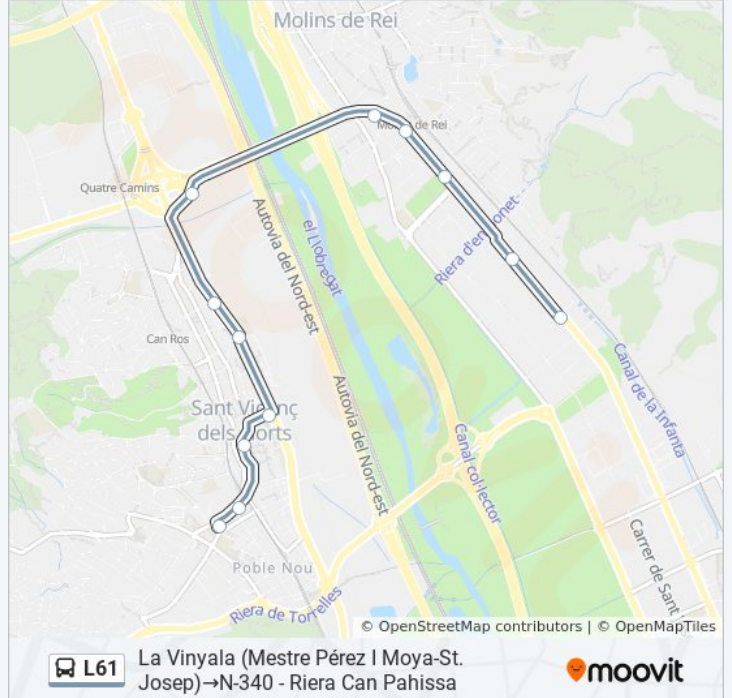 Molins de Rei
Molins de Rei
Quatre Camins
Riera d'en Bonet
Autovia del Nord-est
el Llobregat
Can Ros
Canal de la Infanta
Sant Vicenç
dels Horts
Autovia del Nord-est
Canal col·lector
Carrer de Sant
Poble Nou
Riera de Torrelles
© OpenStreetMap contributors | © OpenMapTiles
L61
La Vinyala (Mestre Pérez I Moya-St.
Josep)→N-340 - Riera Can Pahissa
moovit